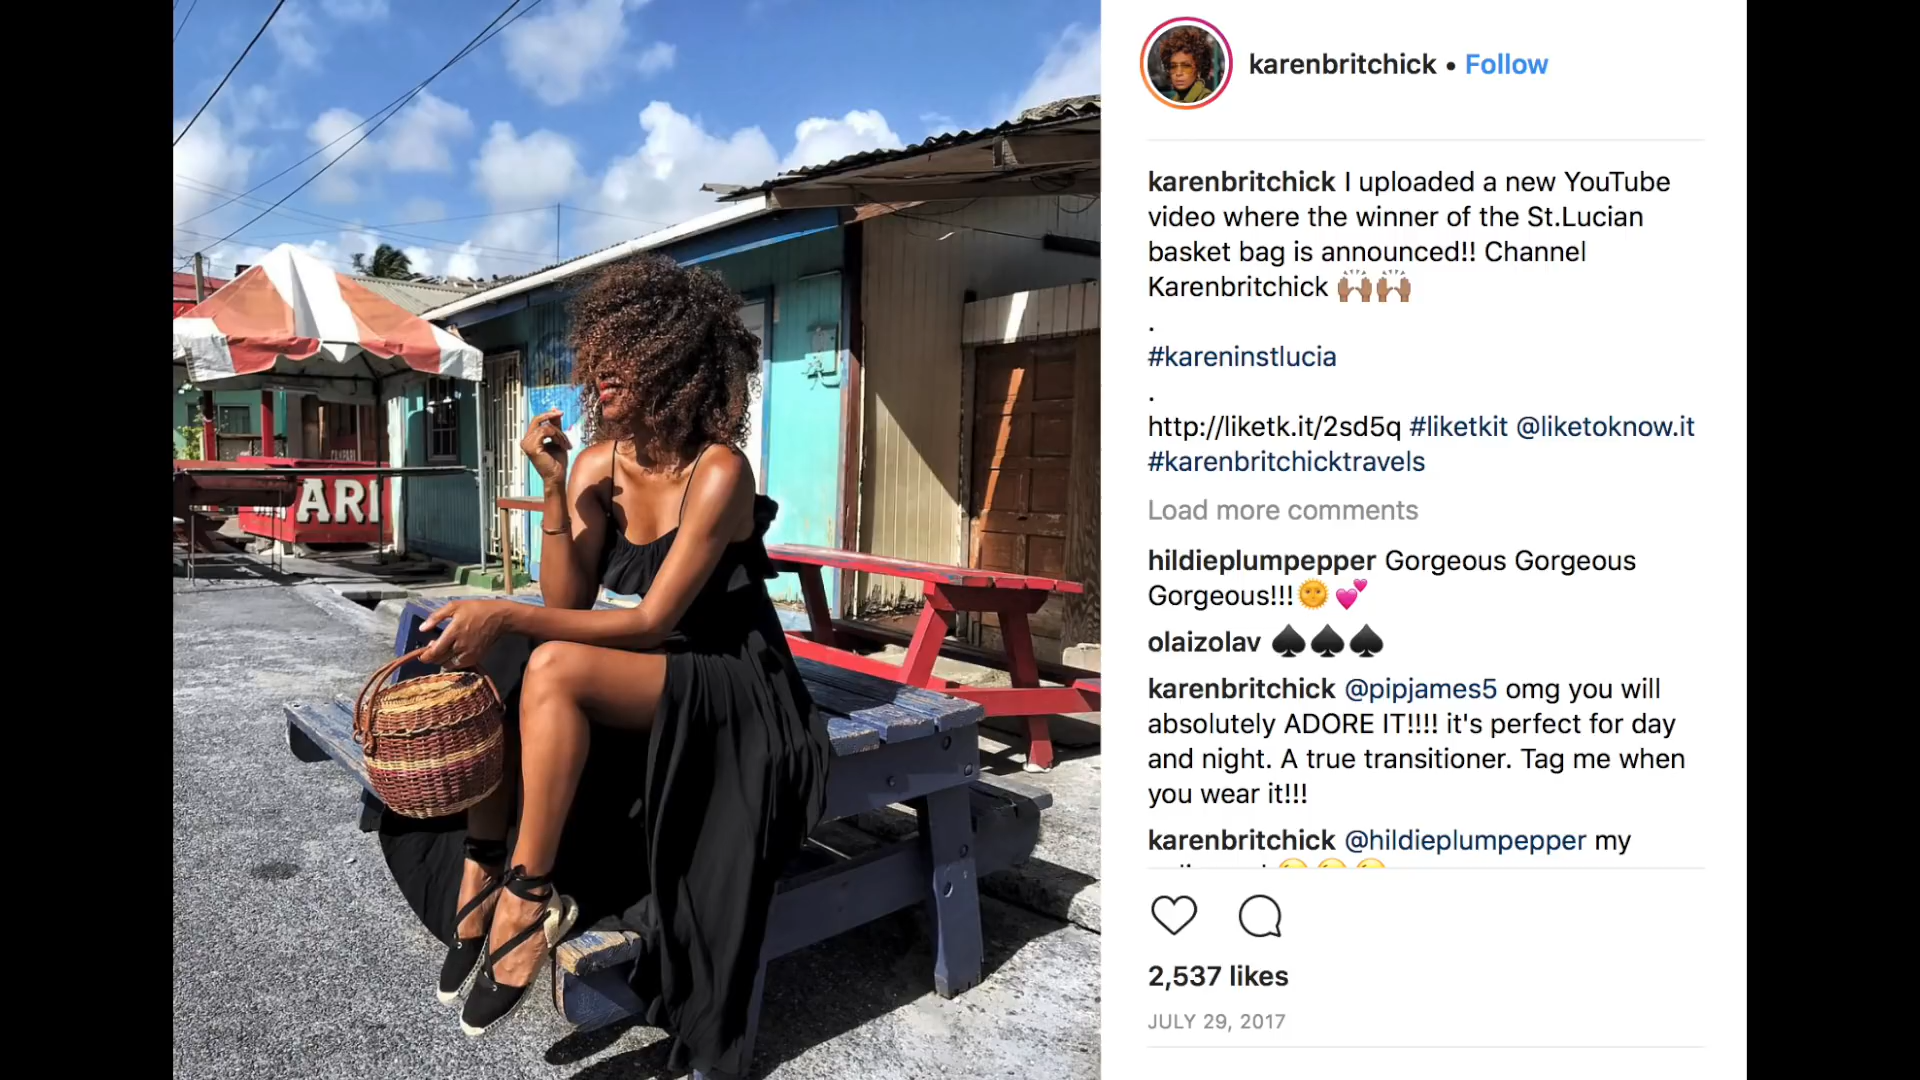 karenbritchick • Follow
karenbritchick I uploaded a new YouTube
video where the winner of the St.Lucian
basket bag is announced!! Channel
Karenbritchick 🙌🏽🙌🏽
.
#kareninstlucia
.
http://liketk.it/2sd5q #liketkit @liketoknow.it
#karenbritchicktravels
Load more comments
hildieplumpepper Gorgeous Gorgeous
Gorgeous!!!🌞💕
olaizolav ♠️♠️♠️
karenbritchick @pipjames5 omg you will
absolutely ADORE IT!!!! it's perfect for day
and night. A true transitioner. Tag me when
you wear it!!!
karenbritchick @hildieplumpepper my
2,537 likes
JULY 29, 2017
ARI